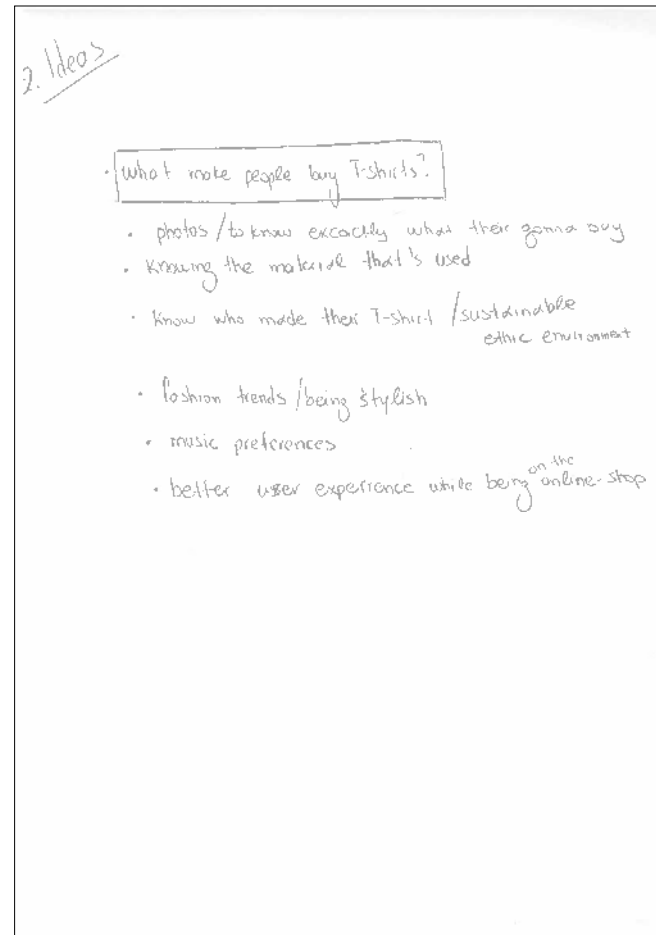 2. Ideas
· What make people buy T-shirts?
· photos / to know excactly what their gonna buy
· Knowing the material that's used
· Know who made their T-shirt / sustainable
ethic environment
· fashion trends / being stylish
· music preferences
· better user experience while being on the online-shop